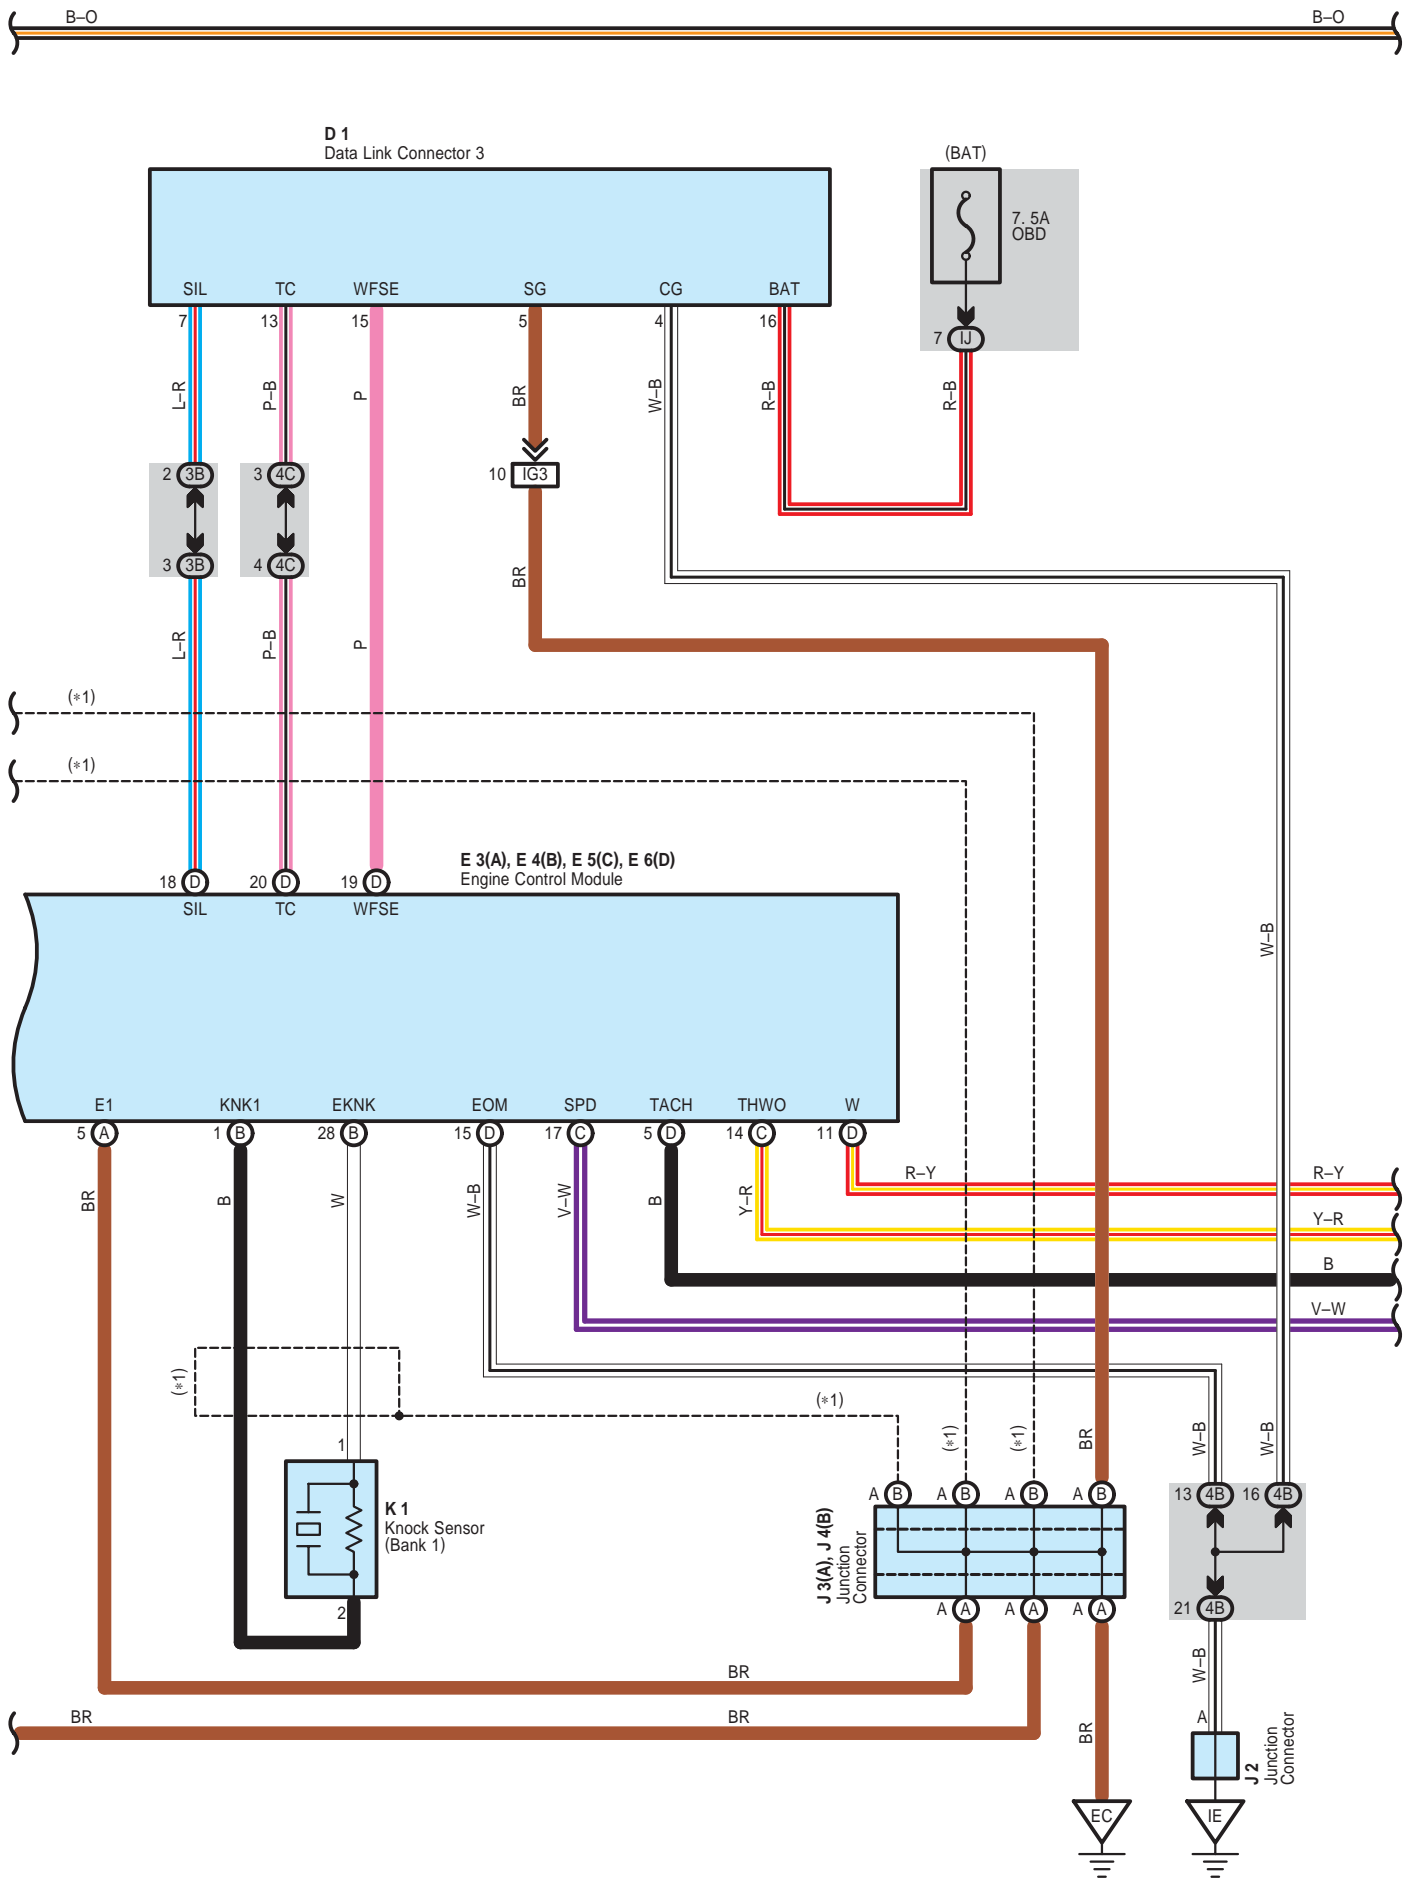 B–O B–O
D 1
Data Link Connector 3
(BAT)
7. 5A
OBD
SIL TC WFSE SG CG BAT
7 13 15 5 4 16
7 IJ
L–R P–B P BR W–B R–B R–B
2 3B 3 4C 10 IG3
3 3B 4 4C
BR
L–R P–B P
(∗1)
(∗1)
E 3(A), E 4(B), E 5(C), E 6(D)
Engine Control Module
18 D 20 D 19 D
SIL TC WFSE
W–B
E1 KNK1 EKNK EOM SPD TACH THWO W
5 A 1 B 28 B 15 D 17 C 5 D 14 C 11 D
BR B W W–B V–W B Y–R
R–Y R–Y
Y–R
B
V–W
(∗1)
(∗1)
(∗1) (∗1) BR W–B W–B
1
A B A B A B A B 13 4B 16 4B
K 1
Knock Sensor
(Bank 1)
J 3(A), J 4(B)
Junction
Connector
2
A A A A A A 21 4B
BR
W–B
BR BR
BR
A
J 2
Junction
Connector
EC IE